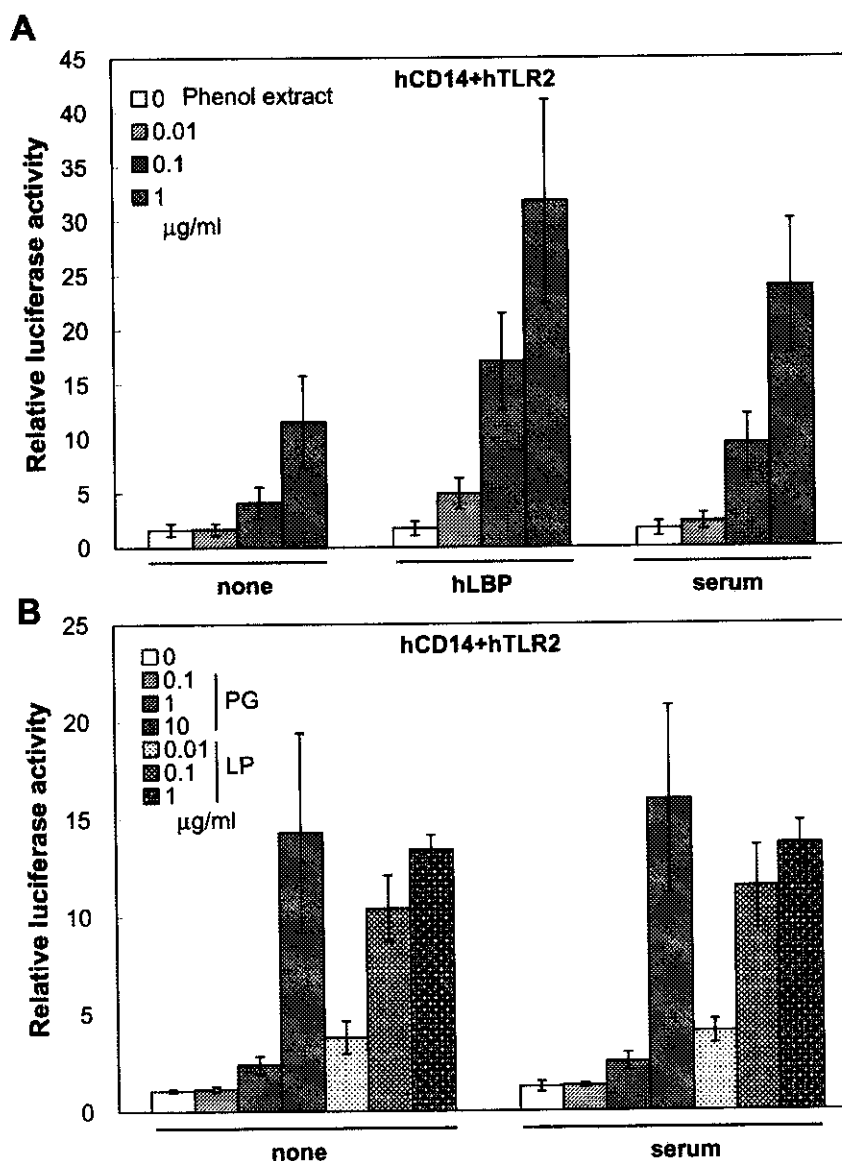 A
hCD14+hTLR2
45
40
35
30
25
20
15
10
5
0
Relative luciferase activity
0 Phenol extract
0.01
0.1
1
µg/ml
none
hLBP
serum
B
hCD14+hTLR2
25
20
15
10
5
0
Relative luciferase activity
0
0.1
1
10
PG
0.01
0.1
1
LP
µg/ml
none
serum